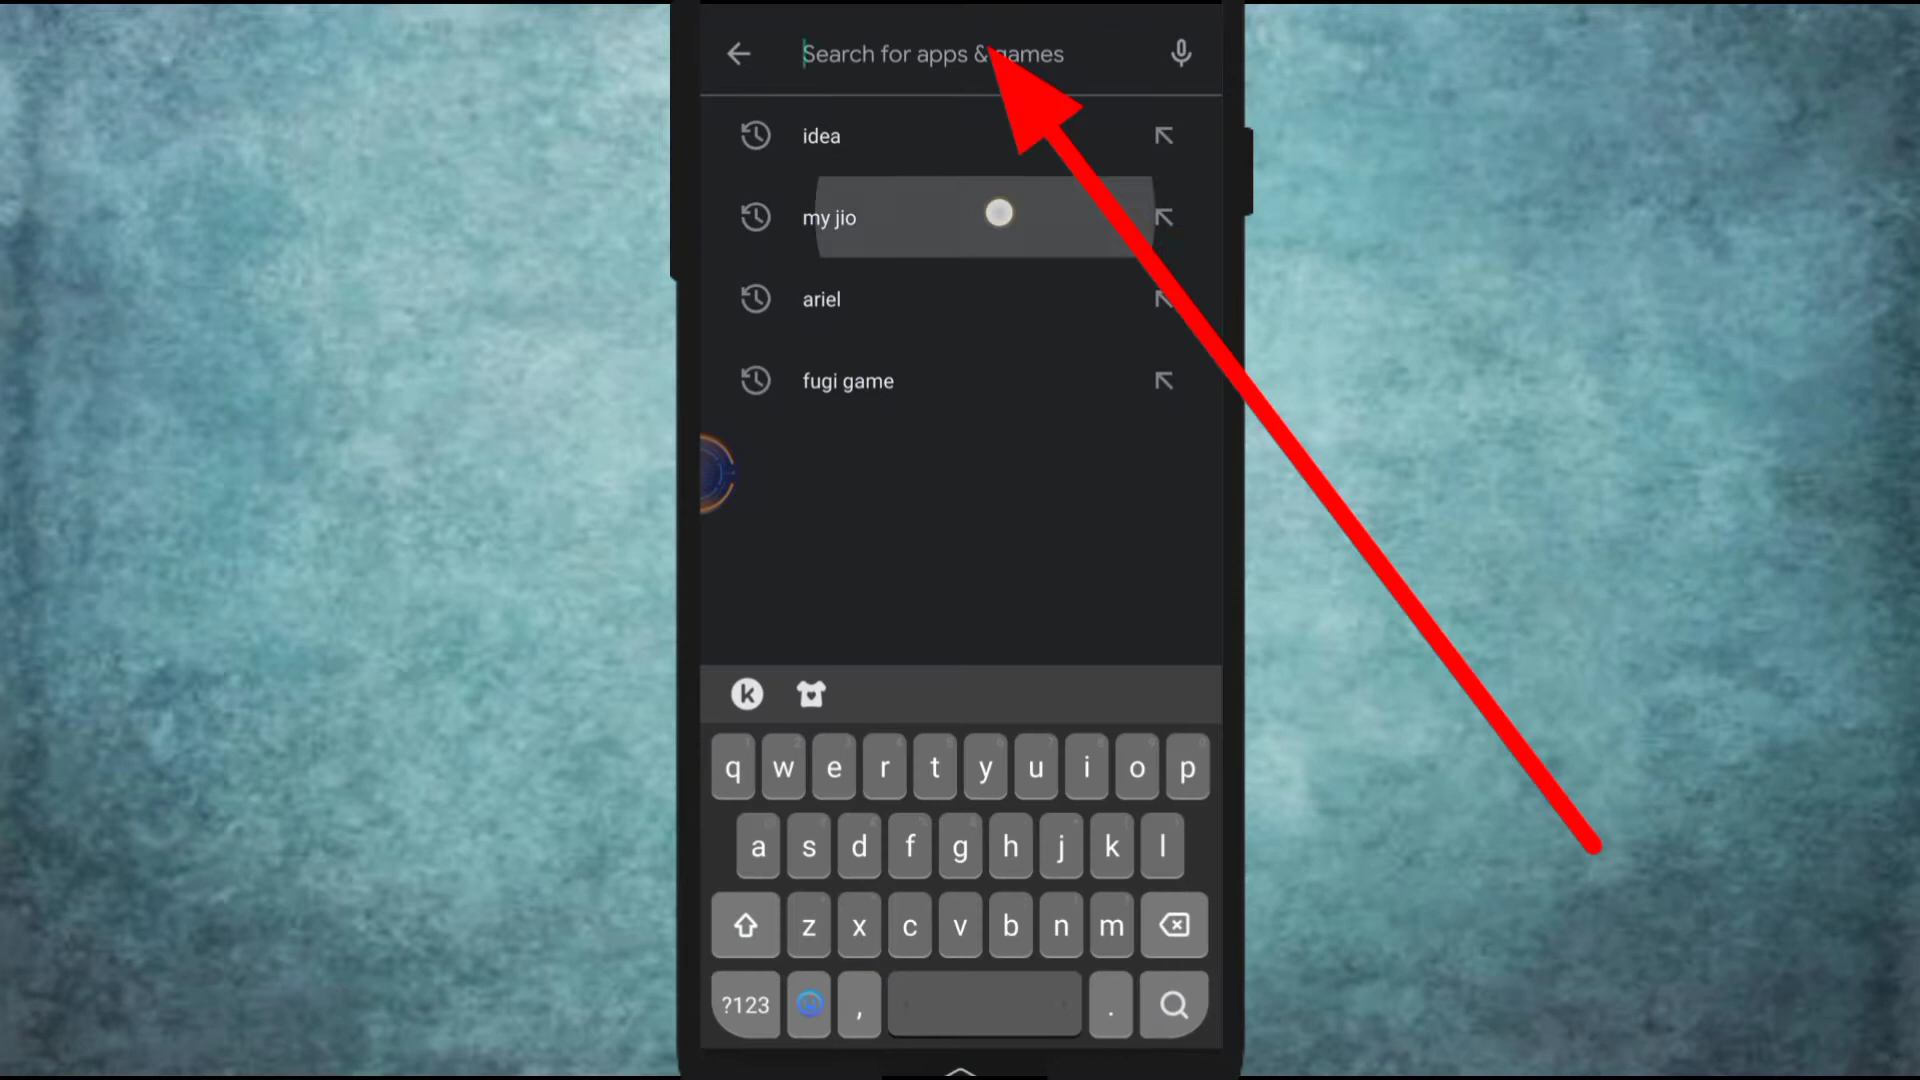 Search for apps & games
idea
my jio
ariel
fugi game
k
q w e r t y u i o p
a s d f g h j k l
z x c v b n m
?123 , .